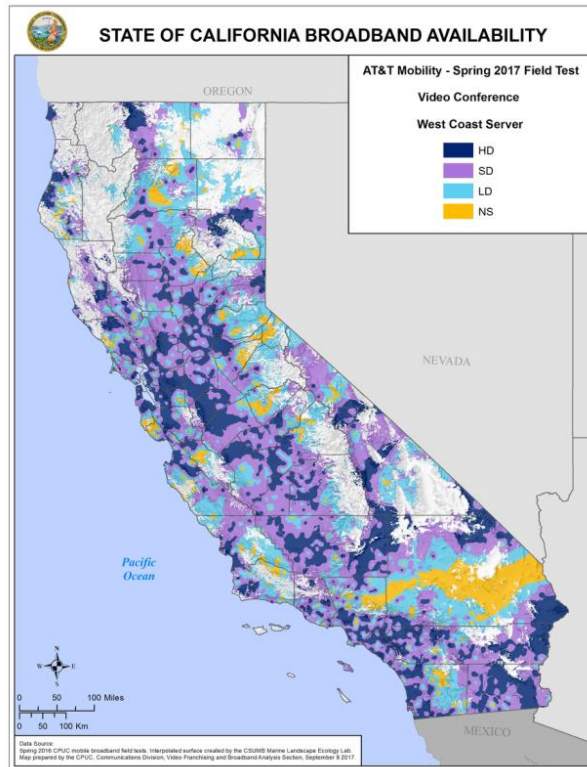 STATE OF CALIFORNIA BROADBAND AVAILABILITY
AT&T Mobility - Spring 2017 Field Test
Video Conference
West Coast Server
HD
SD
LD
NS
OREGON
NEVADA
Pacific
Ocean
N
W E
S
0 50 100 Miles
0 50 100 Km
MEXICO
Data Source:
Spring 2016 CPUC mobile broadband field tests. Interpolated surface created by the CSUMB Marine Landscape Ecology Lab.
Map prepared by the CPUC, Communications Division, Video Franchising and Broadband Analysis Section, September 8 2017.